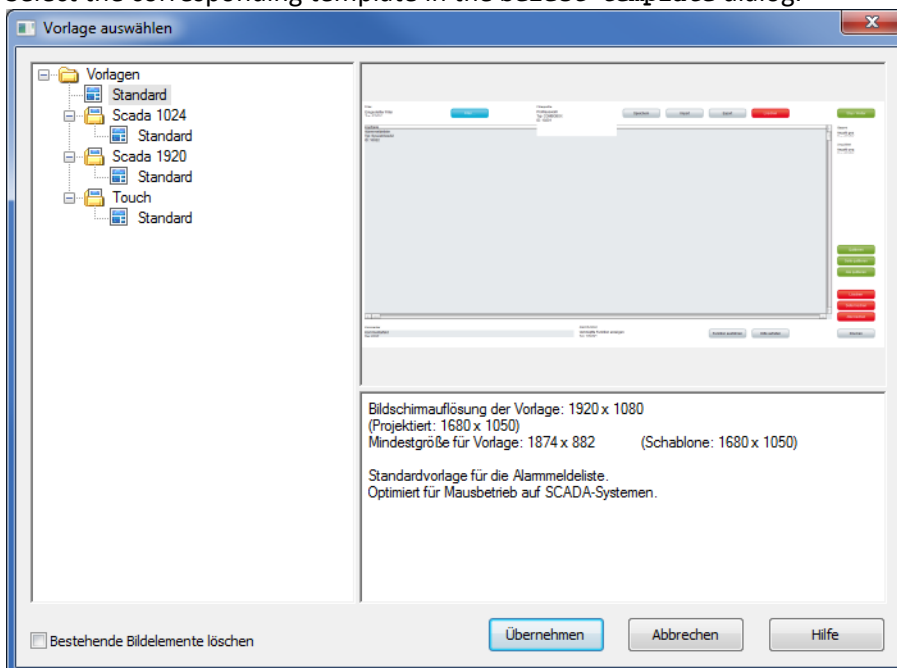 Select the corresponding template in the Select template dialog.
Vorlage auswählen
Vorlagen
Standard
Scada 1024
Standard
Scada 1920
Standard
Touch
Standard
Bildschirmauflösung der Vorlage: 1920 x 1080
(Projektiert: 1680 x 1050)
Mindestgröße für Vorlage: 1874 x 882 (Schablone: 1680 x 1050)
Standardvorlage für die Alarmmeldeliste.
Optimiert für Mausbetrieb auf SCADA-Systemen.
Bestehende Bildelemente löschen
Übernehmen
Abbrechen
Hilfe